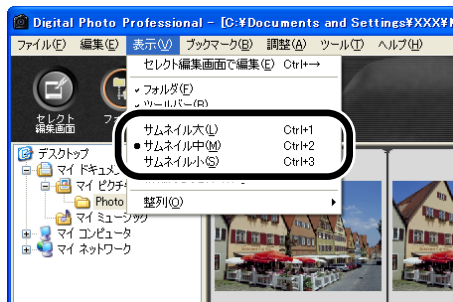 Digital Photo Professional - [C:¥Documents and Settings¥XXX¥M
ファイル(F) 編集(E) 表示(V) ブックマーク(B) 調整(A) ツール(T) ヘルプ(H)
セレクト編集画面で編集(E) Ctrl+→
フォルダ(F)
ツールバー(R)
セレクト
編集画面
サムネイル大(L) Ctrl+1
サムネイル中(M) Ctrl+2
サムネイル小(S) Ctrl+3
整列(O)
デスクトップ
マイ ドキュメン
マイ ピクチ
Photo
マイ ミュージック
マイ コンピュータ
マイ ネットワーク